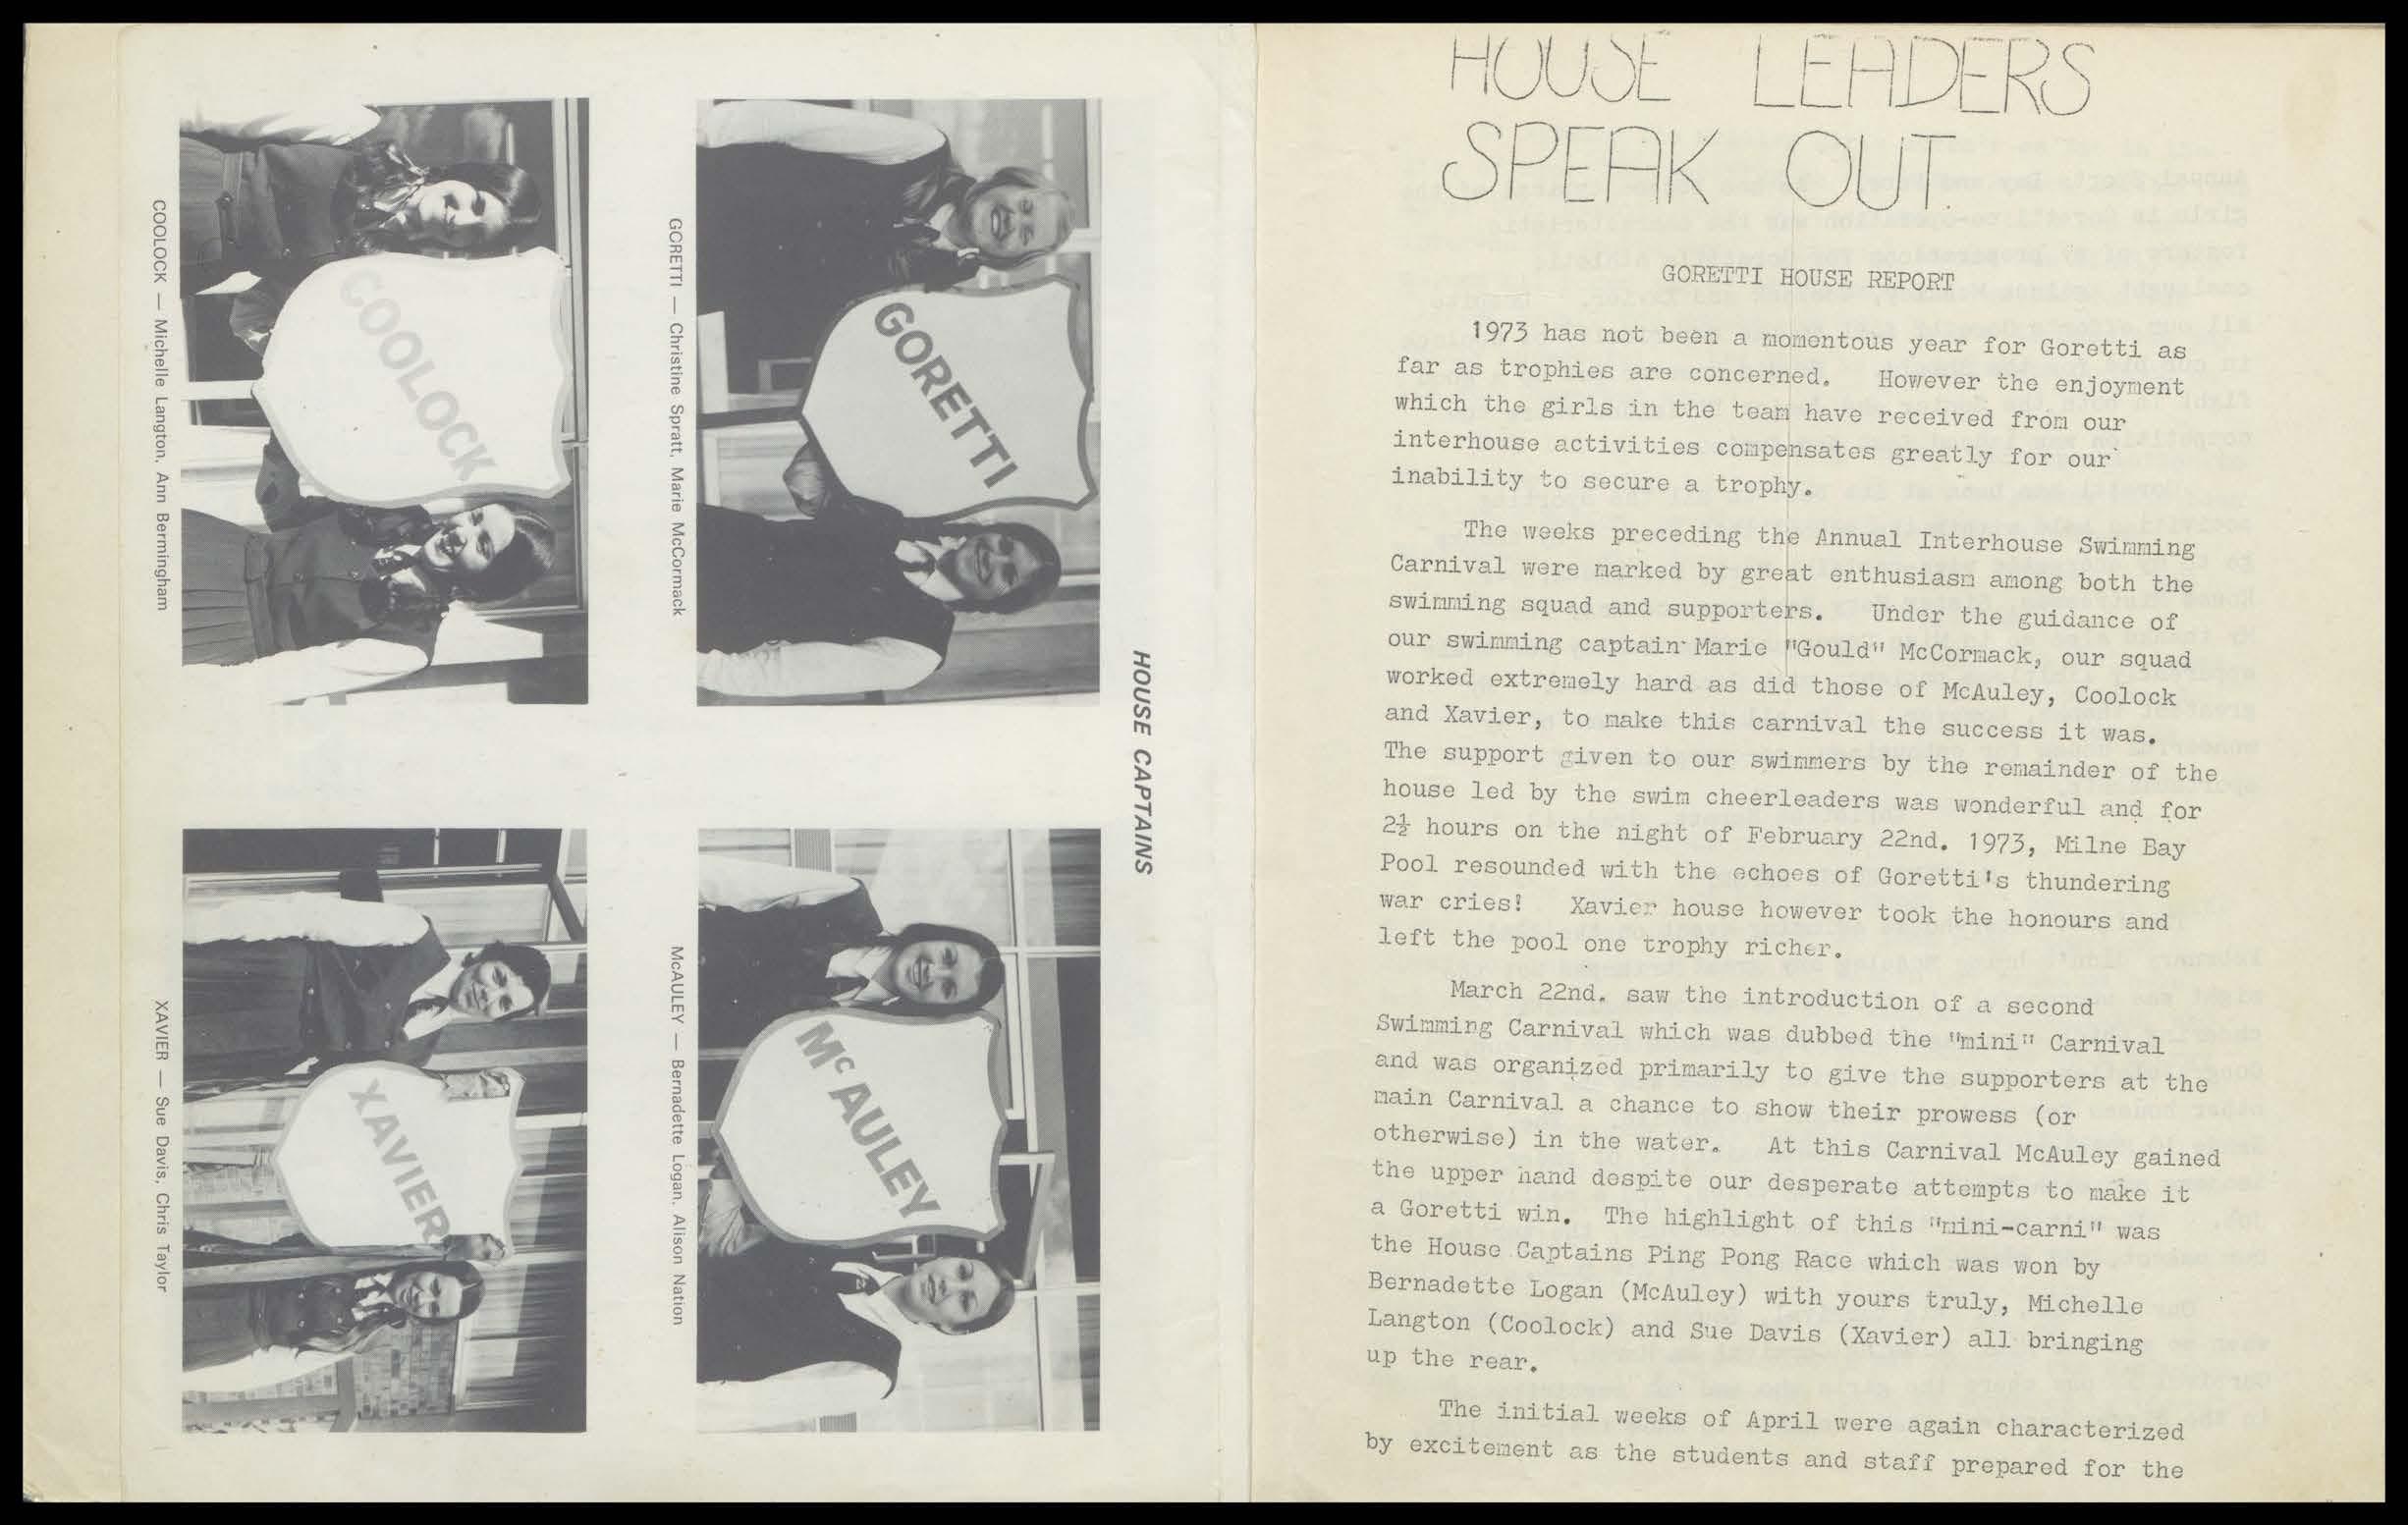 HOUSE CAPTAINS
GORETTI
GORETTI — Christine Spratt, Marie McCormack
McAULEY
McAULEY — Bernadette Logan, Alison Nation
COOLOCK
COOLOCK — Michelle Langton, Ann Bermingham
XAVIER
XAVIER — Sue Davis, Chris Taylor
HOUSE LEADERS
SPEAK OUT.
GORETTI HOUSE REPORT
1973 has not been a momentous year for Goretti as
far as trophies are concerned. However the enjoyment
which the girls in the team have received from our
interhouse activities compensates greatly for our
inability to secure a trophy.
The weeks preceding the Annual Interhouse Swimming
Carnival were marked by great enthusiasm among both the
swimming squad and supporters. Under the guidance of
our swimming captain Marie "Gould" McCormack, our squad
worked extremely hard as did those of McAuley, Coolock
and Xavier, to make this carnival the success it was.
The support given to our swimmers by the remainder of the
house led by the swim cheerleaders was wonderful and for
2½ hours on the night of February 22nd. 1973, Milne Bay
Pool resounded with the echoes of Goretti's thundering
war cries! Xavier house however took the honours and
left the pool one trophy richer.
March 22nd. saw the introduction of a second
Swimming Carnival which was dubbed the "mini" Carnival
and was organized primarily to give the supporters at the
main Carnival a chance to show their prowess (or
otherwise) in the water. At this Carnival McAuley gained
the upper hand despite our desperate attempts to make it
a Goretti win. The highlight of this "mini-carni" was
the House Captains Ping Pong Race which was won by
Bernadette Logan (McAuley) with yours truly, Michelle
Langton (Coolock) and Sue Davis (Xavier) all bringing
up the rear.
The initial weeks of April were again characterized
by excitement as the students and staff prepared for the